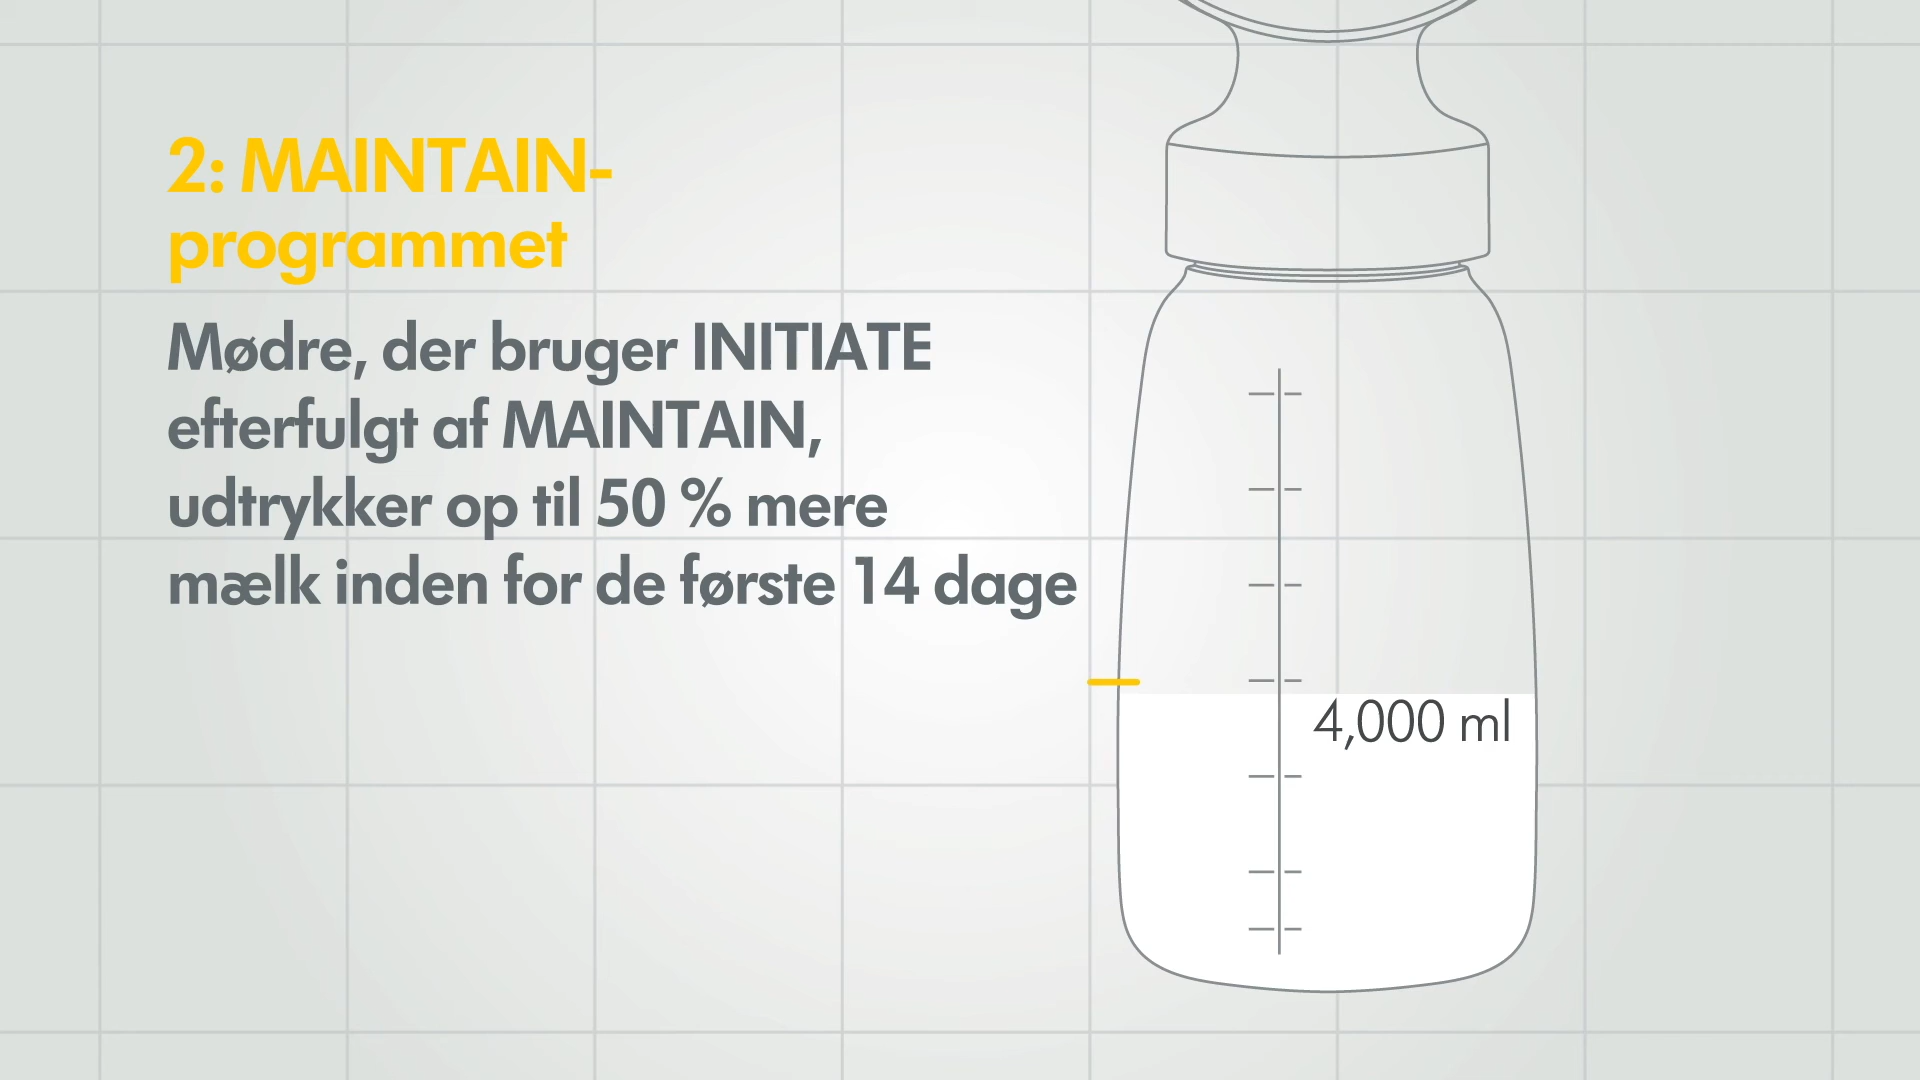 2: MAINTAIN-
programmet
Mødre, der bruger INITIATE
efterfulgt af MAINTAIN,
udtrykker op til 50 % mere
mælk inden for de første 14 dage
4,000 ml